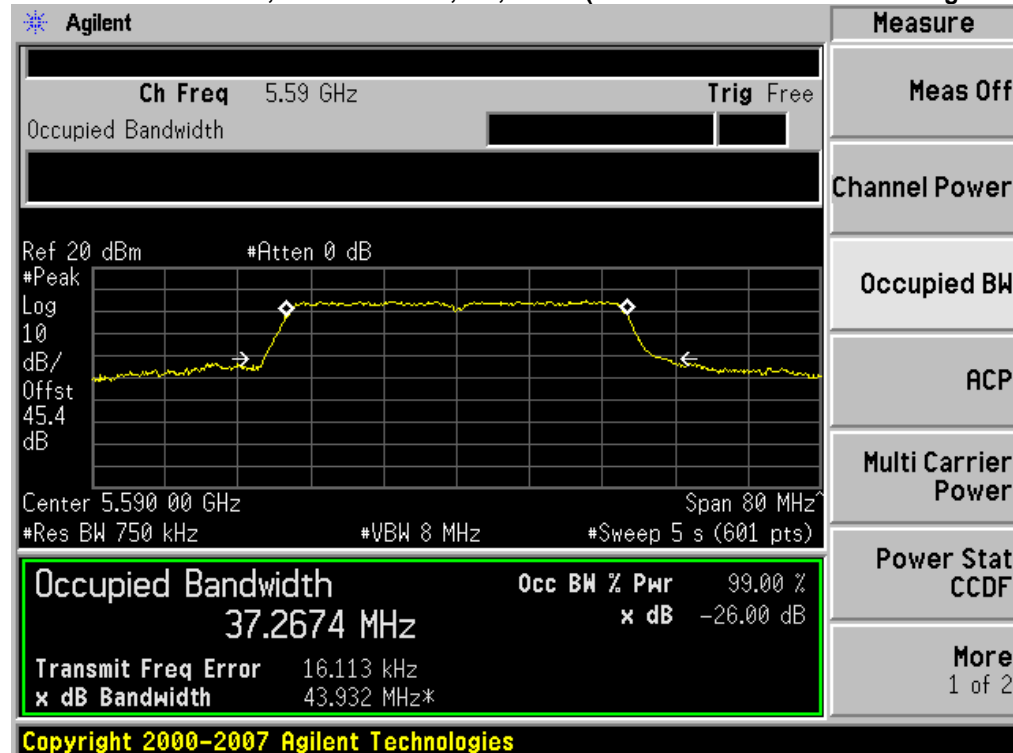 Agilent
Measure
Ch Freq 5.59 GHz Trig Free
Occupied Bandwidth
Meas Off
Channel Power
Occupied BW
ACP
Multi Carrier
Power
Power Stat
CCDF
More
1 of 2
Ref 20 dBm #Atten 0 dB
#Peak
Log
10
dB/
Offst
45.4
dB
Center 5.590 00 GHz Span 80 MHz^
#Res BW 750 kHz #VBW 8 MHz #Sweep 5 s (601 pts)
Occupied Bandwidth
37.2674 MHz
Occ BW % Pwr 99.00 %
x dB -26.00 dB
Transmit Freq Error 16.113 kHz
x dB Bandwidth 43.932 MHz*
Copyright 2000-2007 Agilent Technologies